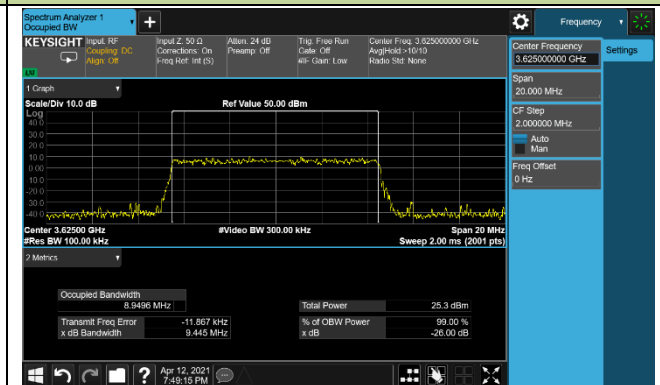 Spectrum Analyzer 1
Occupied BW
+
Frequency
KEYSIGHT
Input: RF
Coupling: DC
Align: Off
Input Z: 50 Ω
Corrections: On
Freq Ref: Int (S)
Atten: 24 dB
Preamp: Off
Trig: Free Run
Gate: Off
#IF Gain: Low
Center Freq: 3.625000000 GHz
Avg|Hold:>10/10
Radio Std: None
LV
Center Frequency
3.625000000 GHz
Settings
Span
20.000 MHz
CF Step
2.000000 MHz
Auto
Man
Freq Offset
0 Hz
1 Graph
Scale/Div 10.0 dB
Ref Value 50.00 dBm
Log
40.0
30.0
20.0
10.0
0.00
-10.0
-20.0
-30.0
-40.0
Center 3.62500 GHz
#Video BW 300.00 kHz
Span 20 MHz
#Res BW 100.00 kHz
Sweep 2.00 ms (2001 pts)
2 Metrics
Occupied Bandwidth
8.9496 MHz
Total Power
25.3 dBm
Transmit Freq Error
-11.867 kHz
% of OBW Power
99.00 %
x dB Bandwidth
9.445 MHz
x dB
-26.00 dB
?
Apr 12, 2021
7:49:15 PM